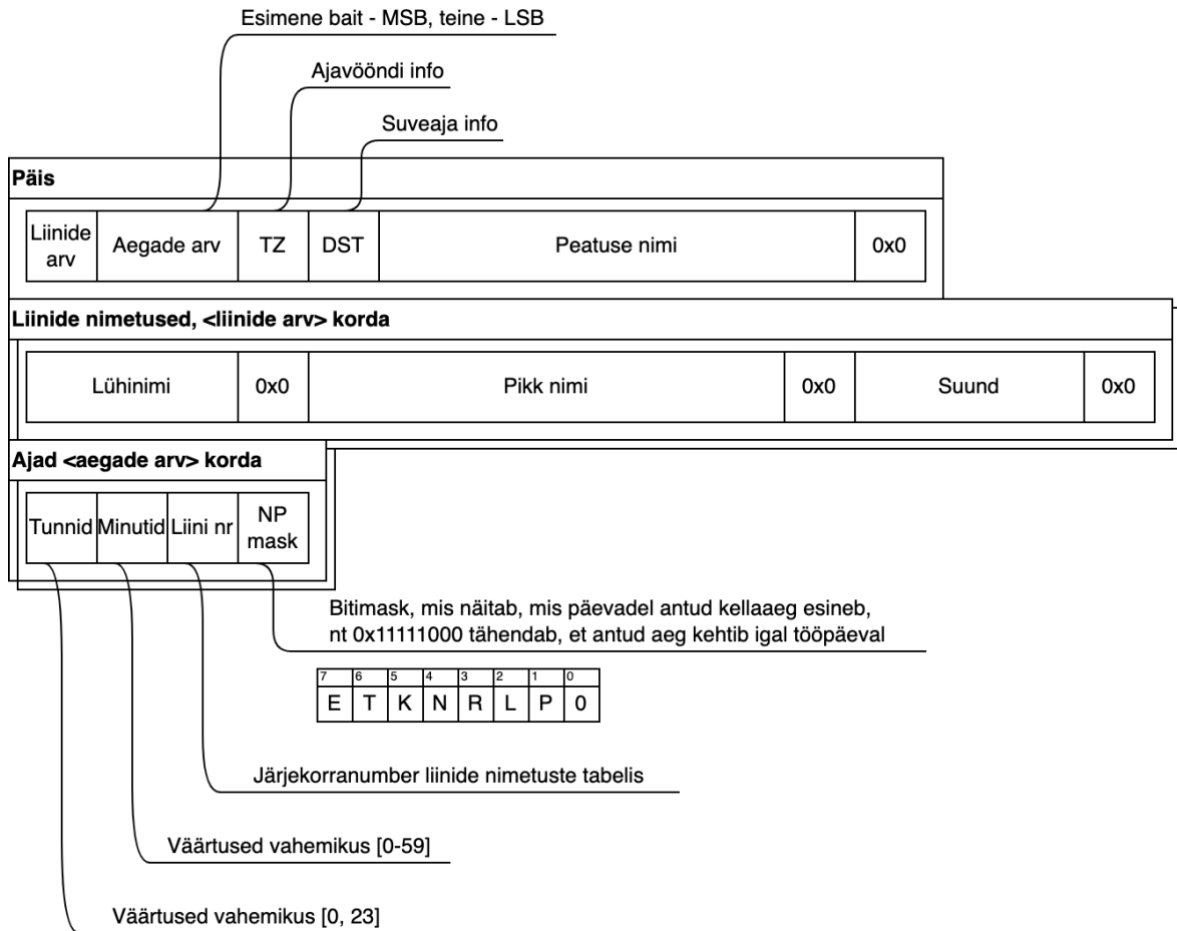 Esimene bait - MSB, teine - LSB
Ajavööndi info
Suveaja info
Päis
Liinide
arv
Aegade arv
TZ
DST
Peatuse nimi
0x0
Liinide nimetused, <liinide arv> korda
Lühinimi
0x0
Pikk nimi
0x0
Suund
0x0
Ajad <aegade arv> korda
Tunnid
Minutid
Liini nr
NP
mask
Bitimask, mis näitab, mis päevadel antud kellaaeg esineb,
nt 0x11111000 tähendab, et antud aeg kehtib igal tööpäeval
7 6 5 4 3 2 1 0
E T K N R L P 0
Järjekorranumber liinide nimetuste tabelis
Väärtused vahemikus [0-59]
Väärtused vahemikus [0, 23]